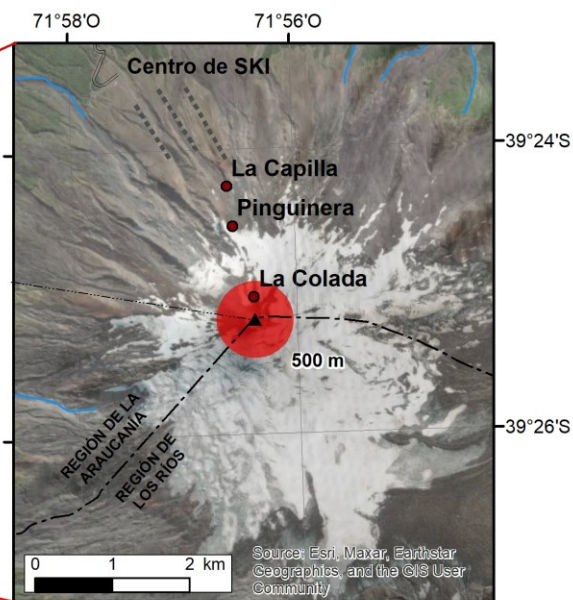 71°58'O
71°56'O
Centro de SKI
39°24'S
La Capilla
Pinguinera
La Colada
500 m
REGIÓN DE LA
ARAUCANÍA
REGIÓN DE
LOS RÍOS
39°26'S
0 1 2 km
Source: Esri, Maxar, Earthstar
Geographics, and the GIS User
Community